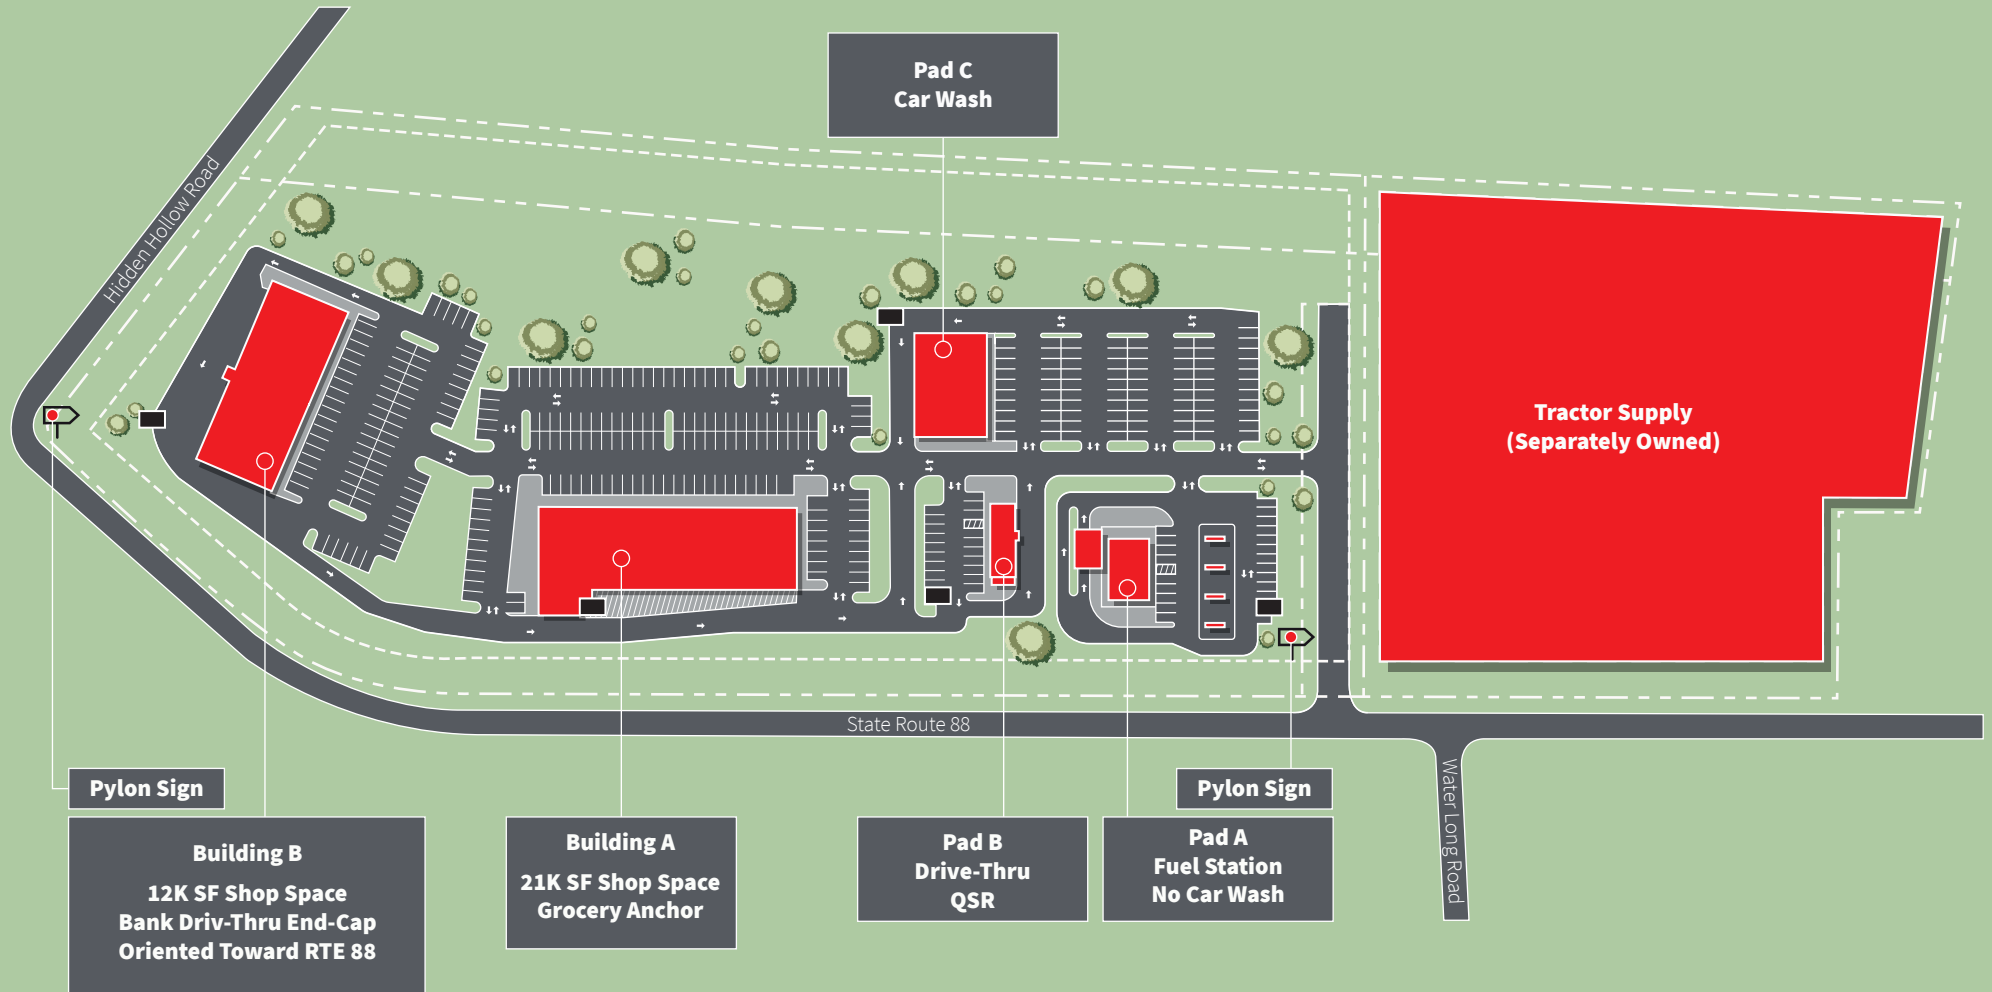 Pad C
Car Wash
Hidden Hollow Road
Tractor Supply
(Separately Owned)
State Route 88
Water Long Road
Pylon Sign
Pylon Sign
Building B
12K SF Shop Space
Bank Driv-Thru End-Cap
Oriented Toward RTE 88
Building A
21K SF Shop Space
Grocery Anchor
Pad B
Drive-Thru
QSR
Pad A
Fuel Station
No Car Wash